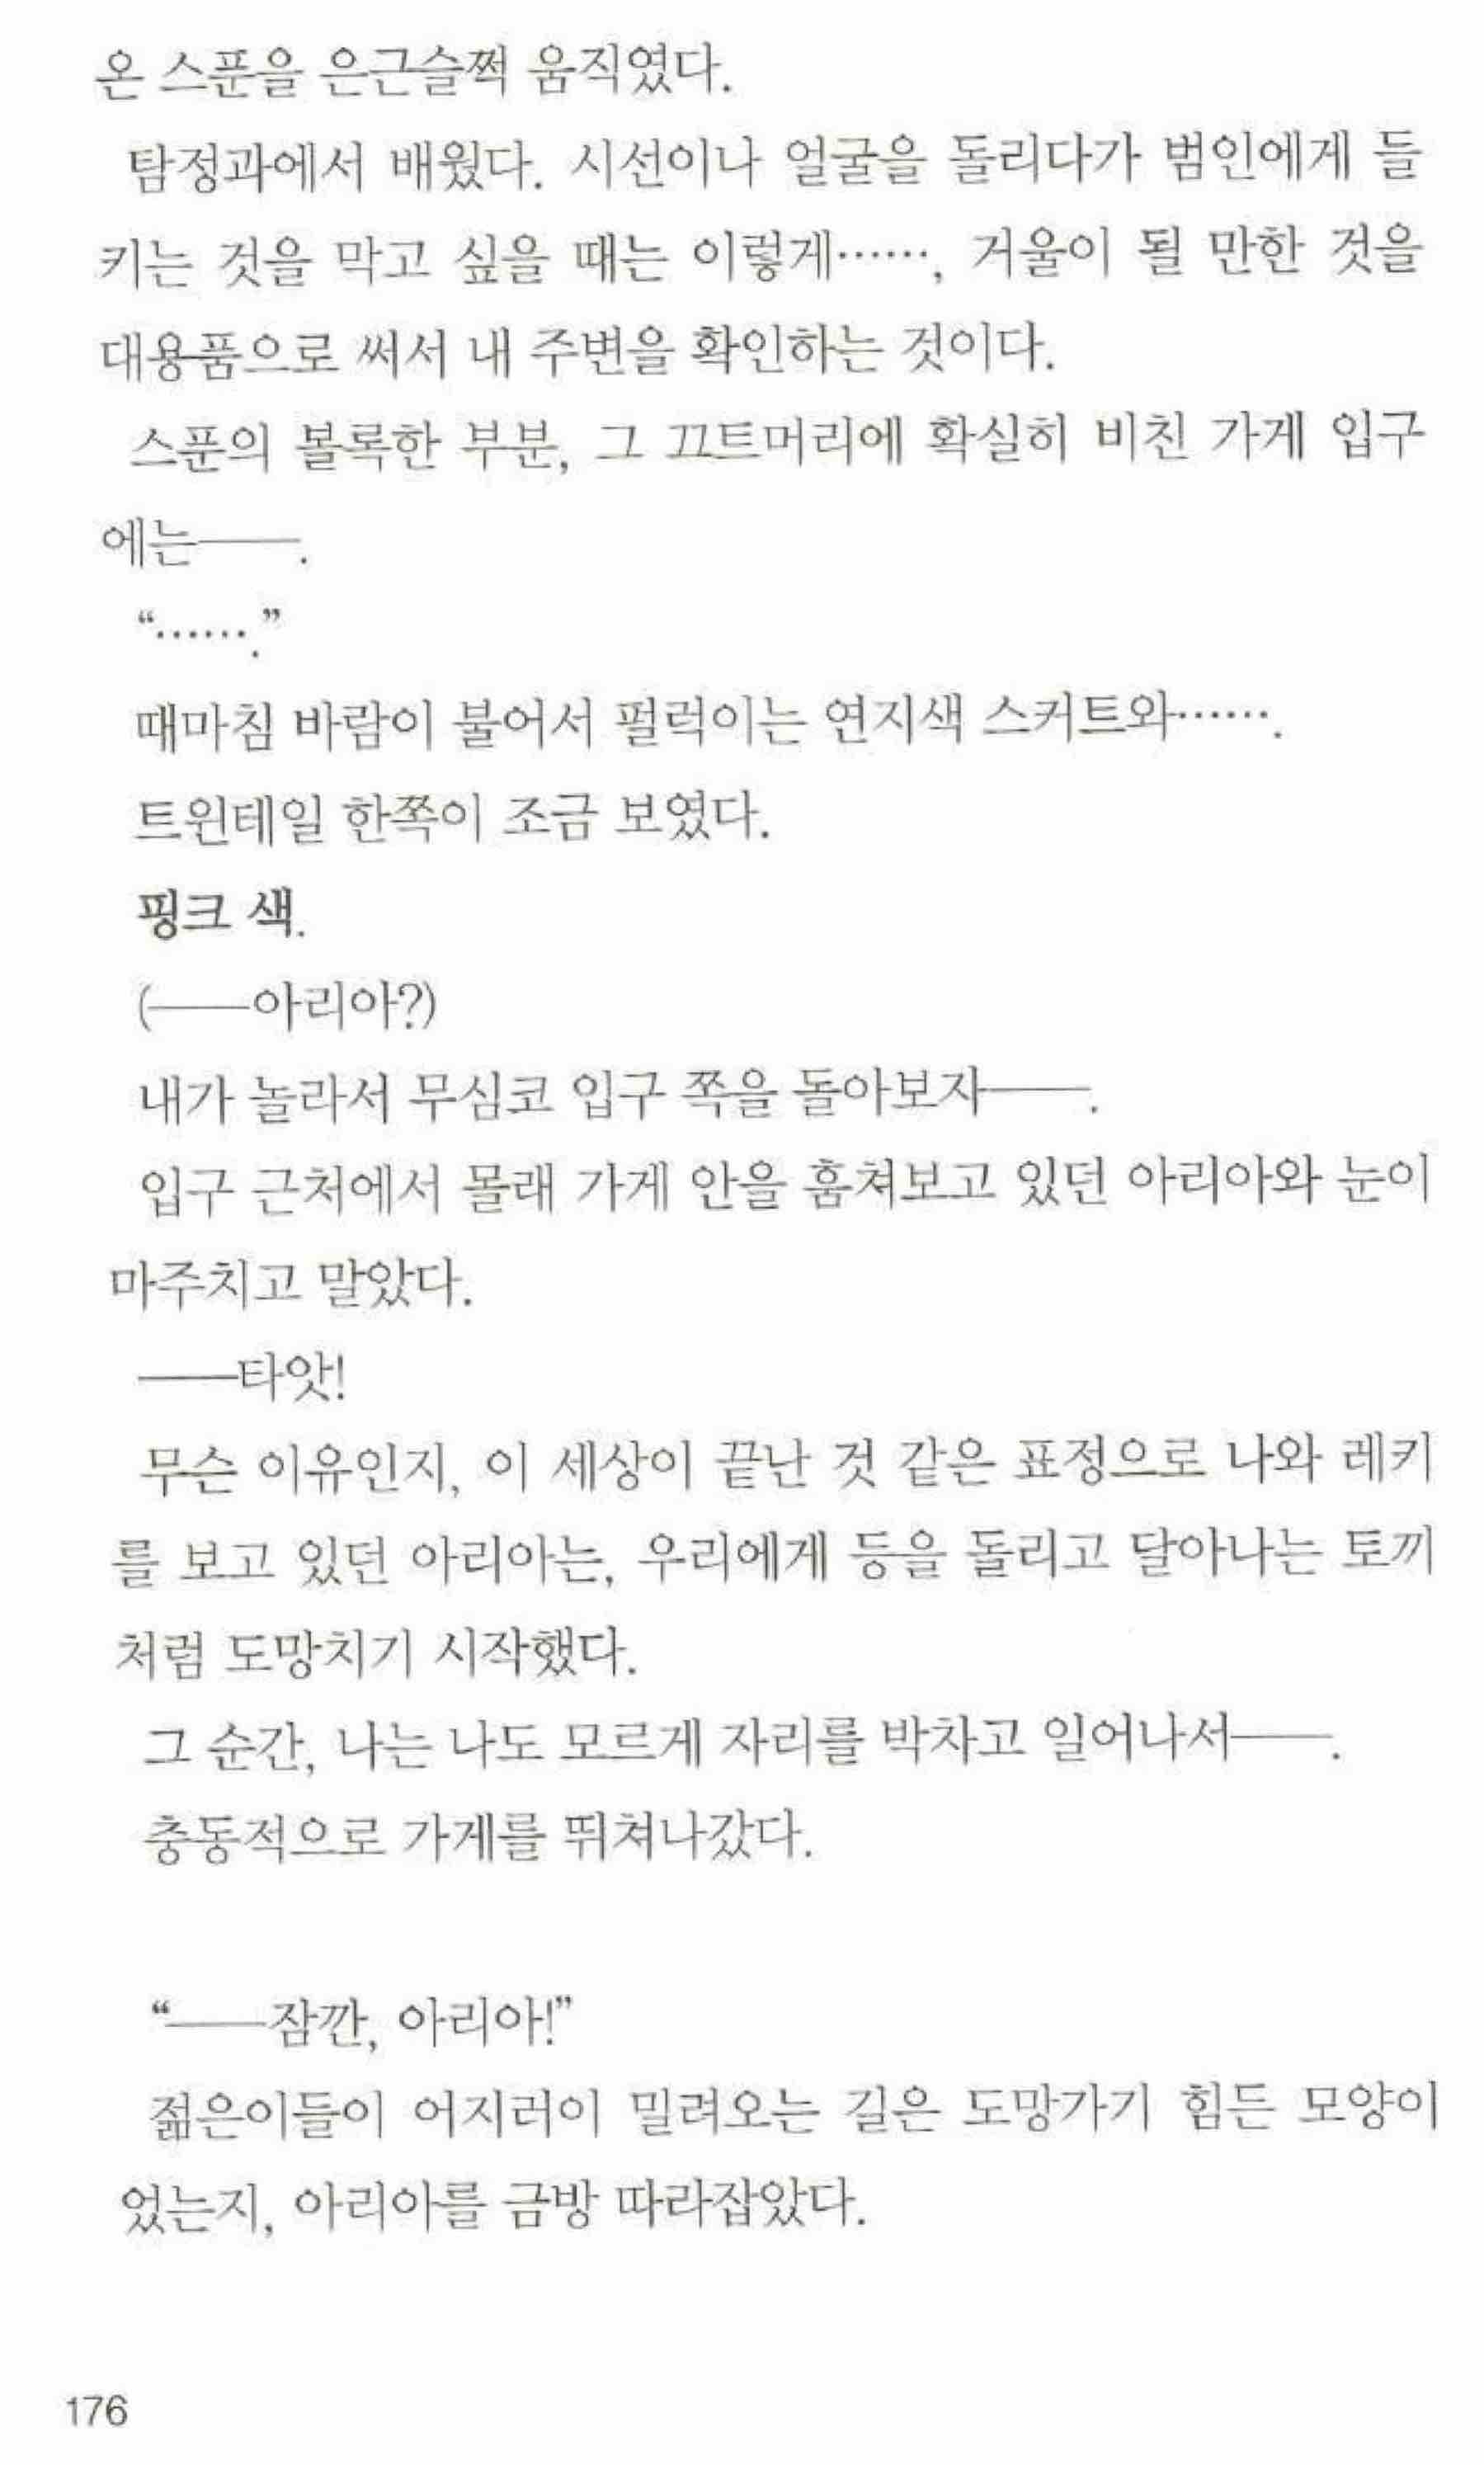 온 스푼을 은근슬쩍 움직였다.
탐정과에서 배웠다. 시선이나 얼굴을 돌리다가 범인에게 들
키는 것을 막고 싶을 때는 이렇게……, 거울이 될 만한 것을
대용품으로 써서 내 주변을 확인하는 것이다.
스푼의 볼록한 부분, 그 끄트머리에 확실히 비친 가게 입구
에는──.
“…….”
때마침 바람이 불어서 펄럭이는 연지색 스커트와…….
트윈테일 한쪽이 조금 보였다.
핑크 색.
(──아리아?)
내가 놀라서 무심코 입구 쪽을 돌아보자──.
입구 근처에서 몰래 가게 안을 훔쳐보고 있던 아리아와 눈이
마주치고 말았다.
──타앗!
무슨 이유인지, 이 세상이 끝난 것 같은 표정으로 나와 레키
를 보고 있던 아리아는, 우리에게 등을 돌리고 달아나는 토끼
처럼 도망치기 시작했다.
그 순간, 나는 나도 모르게 자리를 박차고 일어나서──.
충동적으로 가게를 뛰쳐나갔다.
“──잠깐, 아리아!”
젊은이들이 어지러이 밀려오는 길은 도망가기 힘든 모양이
었는지, 아리아를 금방 따라잡았다.
176